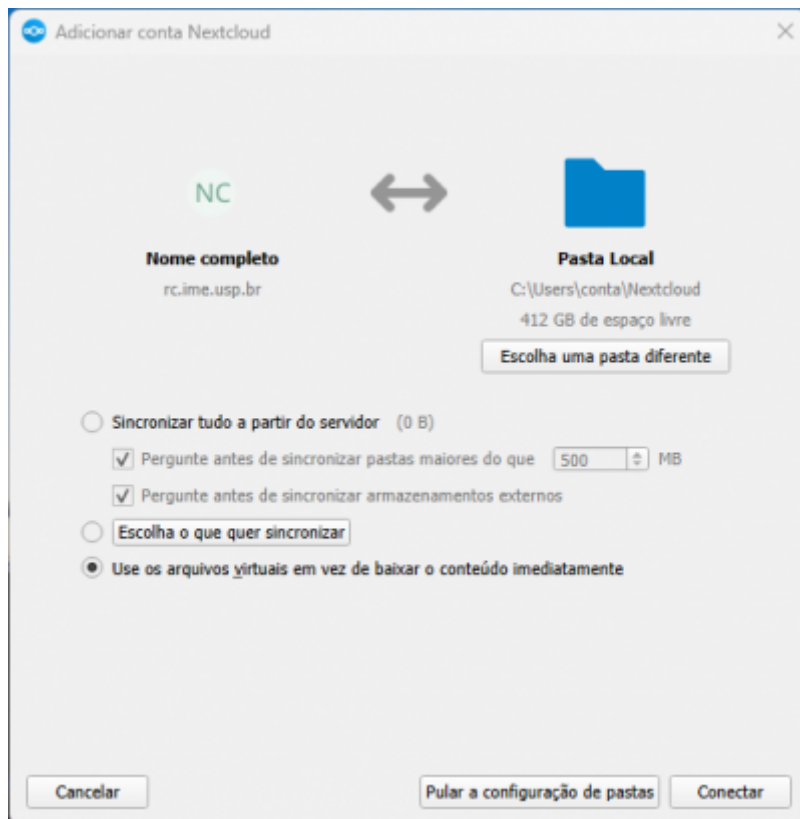 Adicionar conta Nextcloud
NC
Nome completo
rc.ime.usp.br
Pasta Local
C:\Users\conta\Nextcloud
412 GB de espaço livre
Escolha uma pasta diferente
Sincronizar tudo a partir do servidor (0 B)
Pergunte antes de sincronizar pastas maiores do que 500 MB
Pergunte antes de sincronizar armazenamentos externos
Escolha o que quer sincronizar
Use os arquivos virtuais em vez de baixar o conteúdo imediatamente
Cancelar Pular a configuração de pastas Conectar